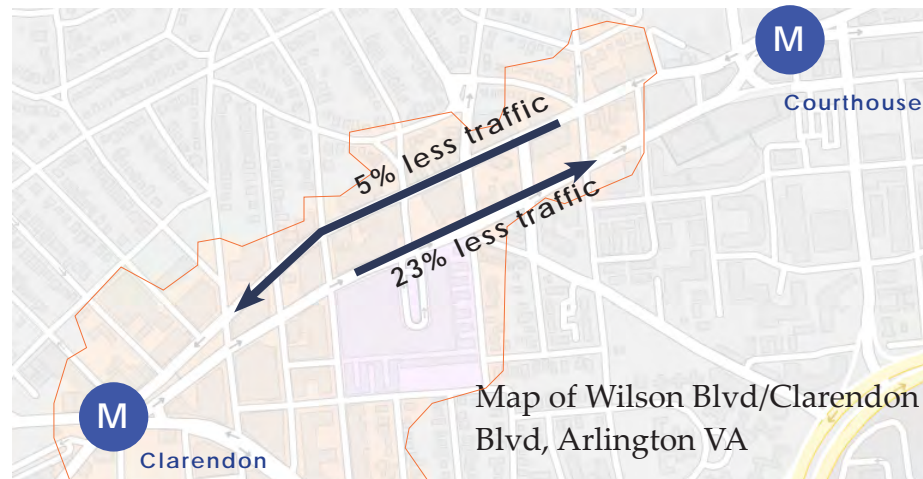 M
Courthouse
5% less traffic
23% less traffic
Map of Wilson Blvd/Clarendon
Blvd, Arlington VA
M
Clarendon